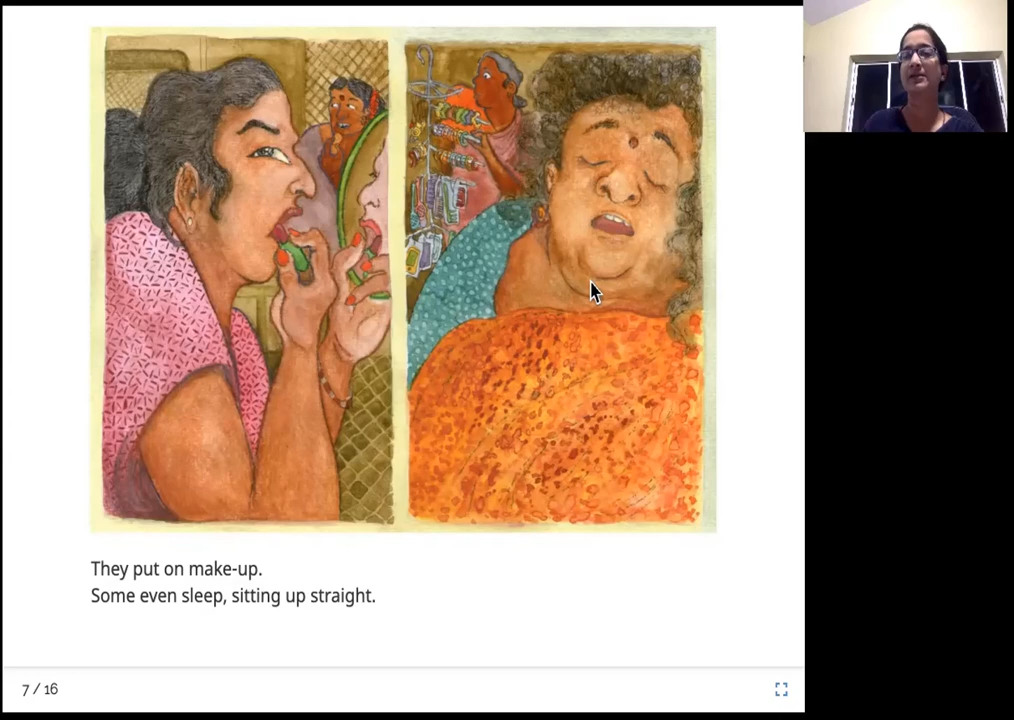 They put on make-up.
Some even sleep, sitting up straight.
7 / 16